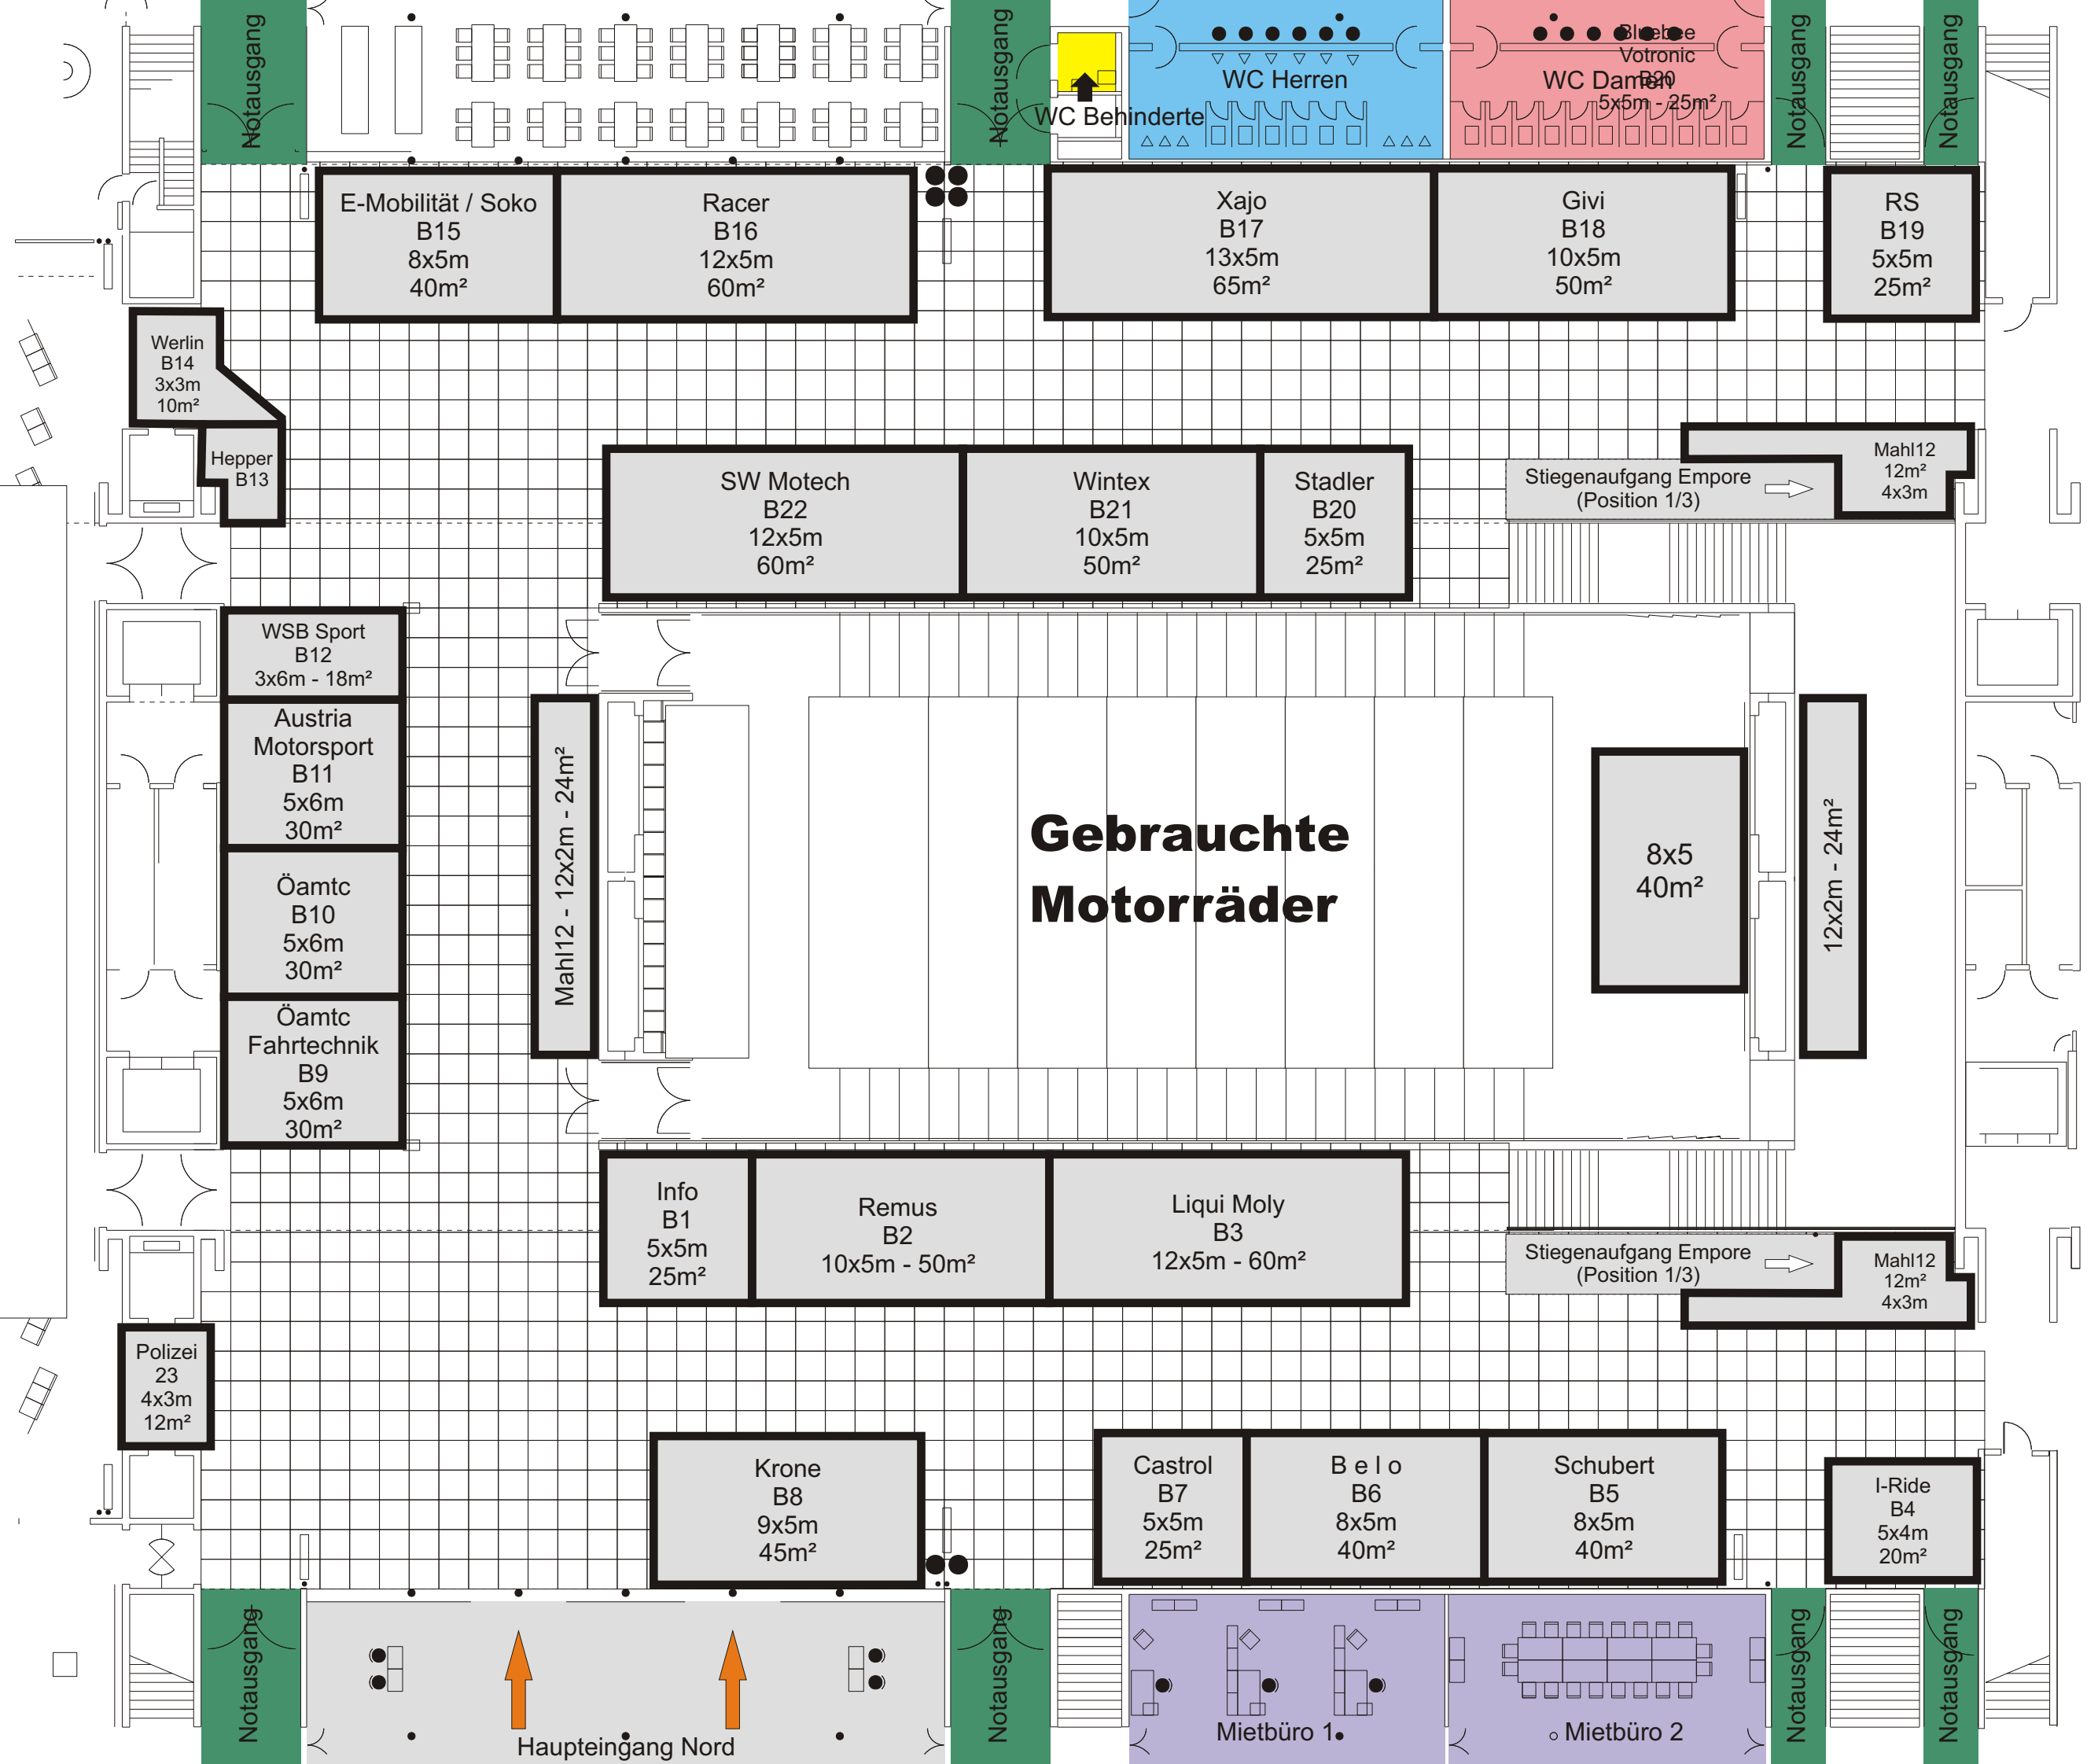 Notausgang
Notausgang
WC Behinderte
WC Herren
WC Damen
Bluebee
Votronic
B20
5x5m - 25m²
Notausgang
Notausgang
E-Mobilität / Soko
B15
8x5m
40m²
Racer
B16
12x5m
60m²
Xajo
B17
13x5m
65m²
Givi
B18
10x5m
50m²
RS
B19
5x5m
25m²
Werlin
B14
3x3m
10m²
Hepper
B13
SW Motech
B22
12x5m
60m²
Wintex
B21
10x5m
50m²
Stadler
B20
5x5m
25m²
Stiegenaufgang Empore
(Position 1/3)
Mahl12
12m²
4x3m
WSB Sport
B12
3x6m - 18m²
Austria
Motorsport
B11
5x6m
30m²
Öamtc
B10
5x6m
30m²
Öamtc
Fahrtechnik
B9
5x6m
30m²
Mahl12 - 12x2m - 24m²
Gebrauchte
Motorräder
8x5
40m²
12x2m - 24m²
Info
B1
5x5m
25m²
Remus
B2
10x5m - 50m²
Liqui Moly
B3
12x5m - 60m²
Stiegenaufgang Empore
(Position 1/3)
Mahl12
12m²
4x3m
Polizei
23
4x3m
12m²
Krone
B8
9x5m
45m²
Castrol
B7
5x5m
25m²
B e l o
B6
8x5m
40m²
Schubert
B5
8x5m
40m²
I-Ride
B4
5x4m
20m²
Notausgang
Haupteingang Nord
Notausgang
Mietbüro 1
Mietbüro 2
Notausgang
Notausgang